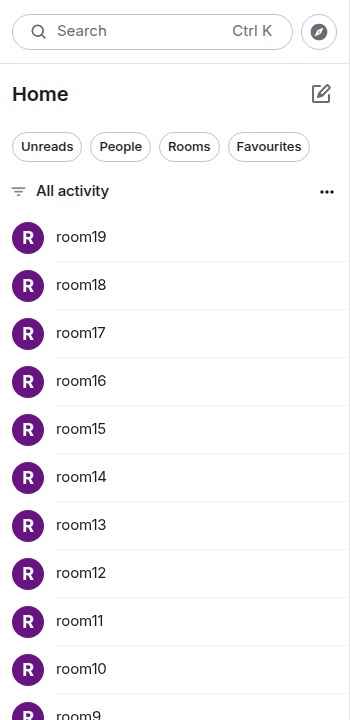 Search Ctrl K
Home
Unreads People Rooms Favourites
All activity
R room19
R room18
R room17
R room16
R room15
R room14
R room13
R room12
R room11
R room10
R room9